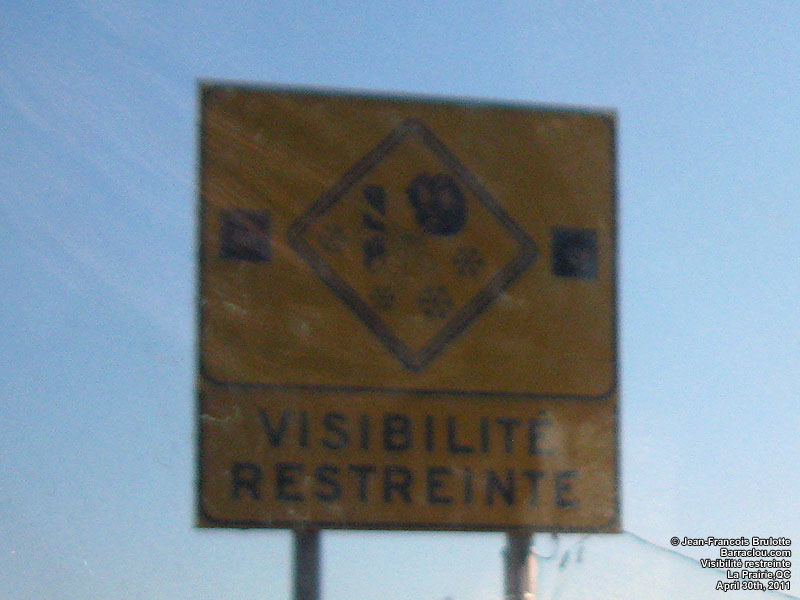 VISIBILITÉ
RESTREINTE
© Jean-Francois Brulotte
Barraclou.com
Visibilité restreinte
La Prairie,QC
April 30th, 2011